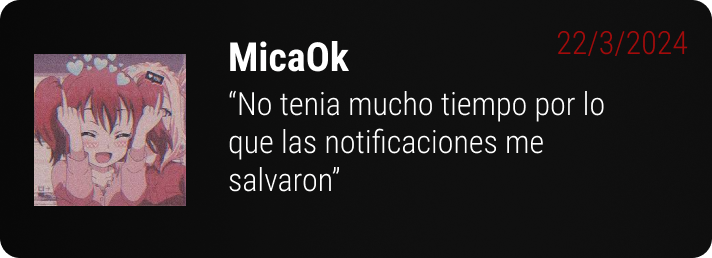 MicaOk
22/3/2024
“No tenia mucho tiempo por lo
que las notificaciones me
salvaron”